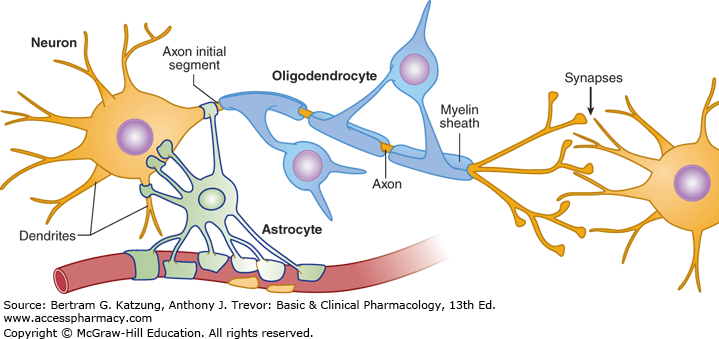 Neuron
Axon initial
segment
Oligodendrocyte
Synapses
Myelin
sheath
Axon
Dendrites
Astrocyte
Source: Bertram G. Katzung, Anthony J. Trevor: Basic & Clinical Pharmacology, 13th Ed.
www.accesspharmacy.com
Copyright © McGraw-Hill Education. All rights reserved.